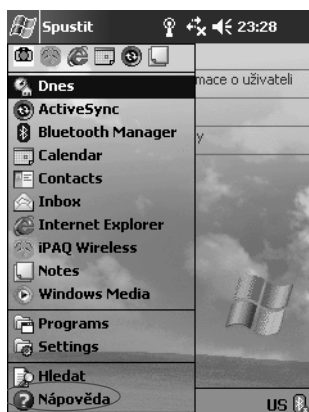 Spustit 23:28
Dnes
mace o uživateli
ActiveSync
Bluetooth Manager
y
Calendar
Contacts
Inbox
Internet Explorer
iPAQ Wireless
Notes
Windows Media
Programs
Settings
Hledat
Nápověda
US